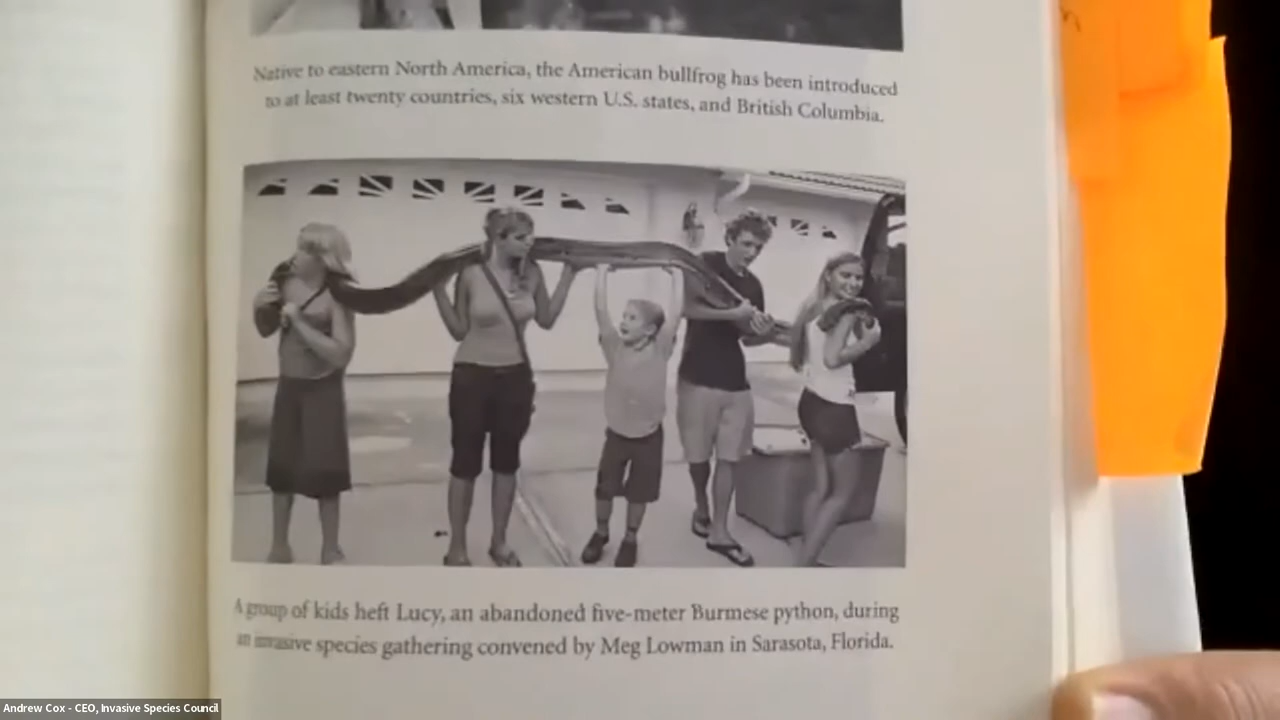 Native to eastern North America, the American bullfrog has been introduced
to at least twenty countries, six western U.S. states, and British Columbia.
A group of kids heft Lucy, an abandoned five-meter Burmese python, during
an invasive species gathering convened by Meg Lowman in Sarasota, Florida.
Andrew Cox - CEO, Invasive Species Council